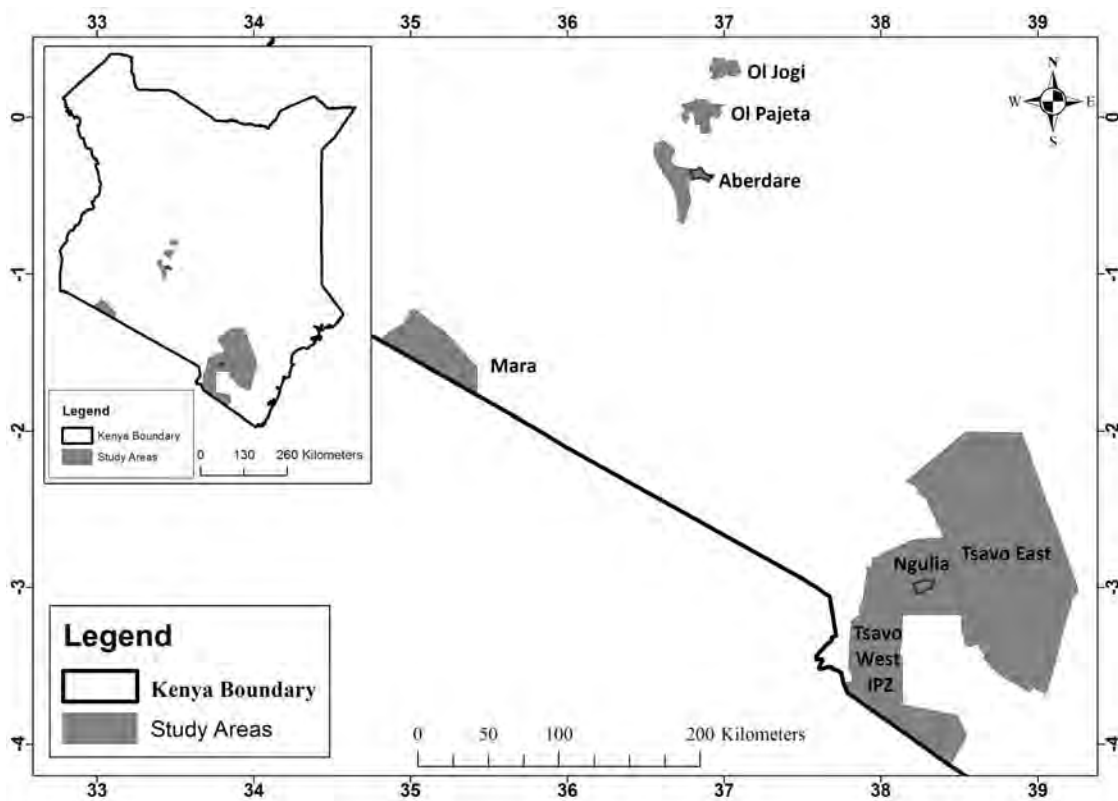 33 34 35 36 37 38 39
Legend
Kenya Boundary
Study Areas
0 130 260 Kilometers
Ol Jogi
Ol Pajeta
Aberdare
N
W E
S
Mara
Ngulia
Tsavo East
Tsavo
West
IPZ
Legend
Kenya Boundary
Study Areas
0 50 100 200 Kilometers
0
-1
-2
-3
-4
0
-1
-2
-3
-4
33 34 35 36 37 38 39